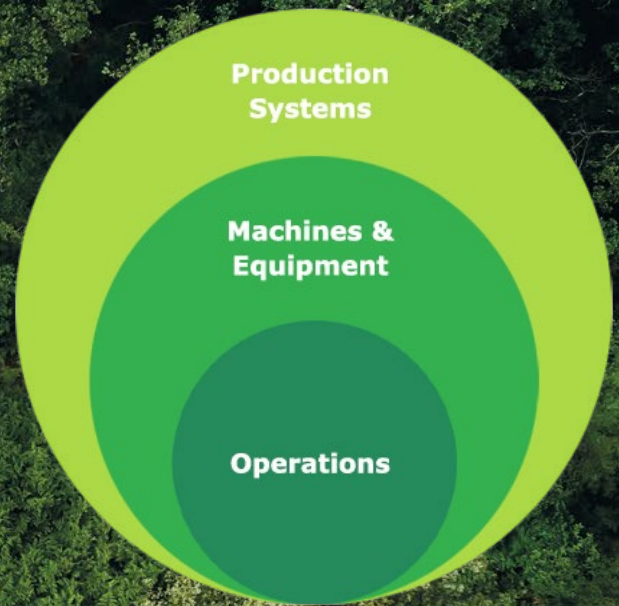 Production
Systems
Machines &
Equipment
Operations